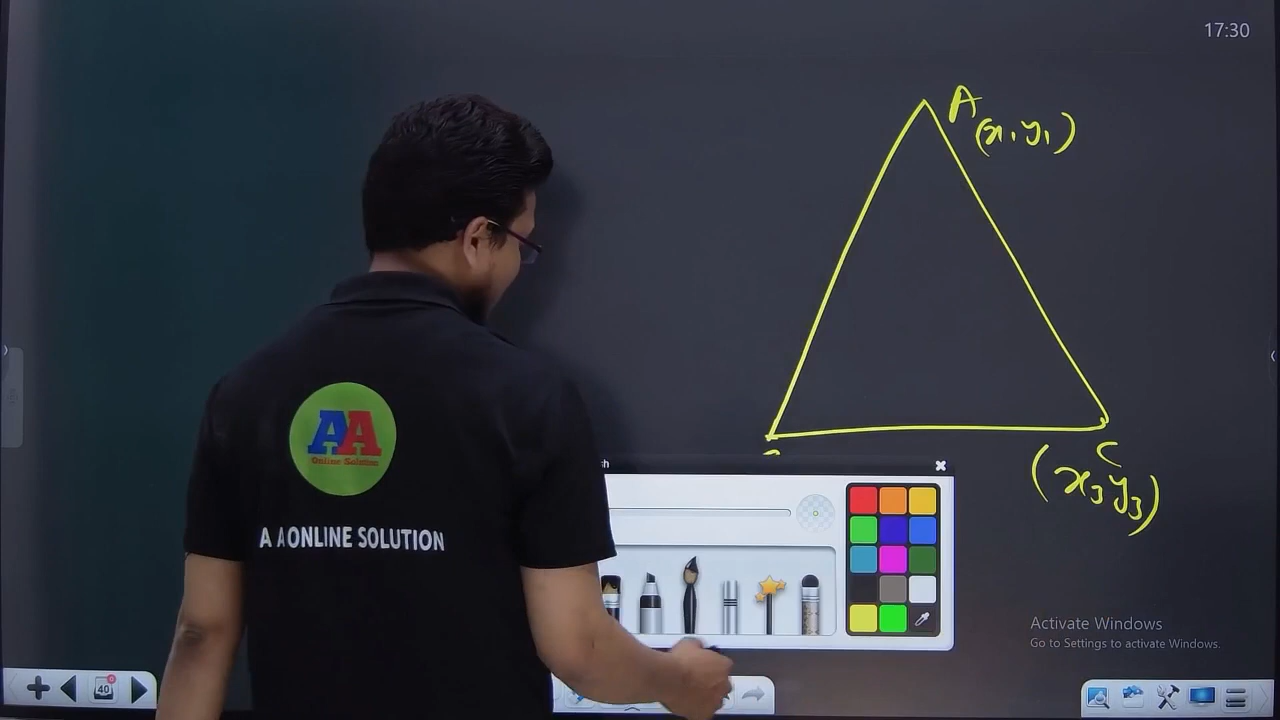 17:30
A
(x₁ y₁)
C
(x₃ y₃)
AA
Online Solution
A A ONLINE SOLUTION
40
Activate Windows
Go to Settings to activate Windows.